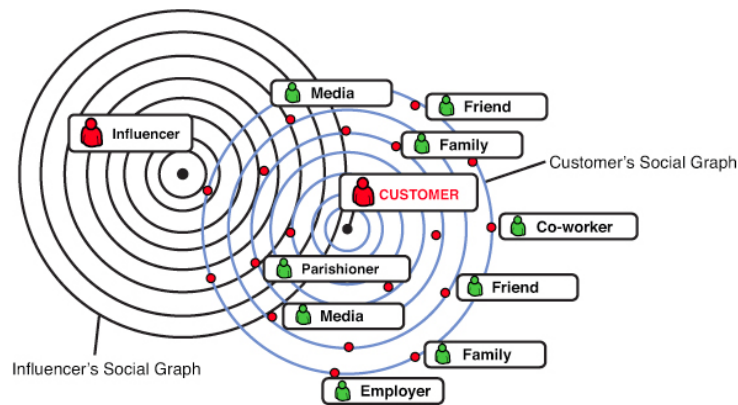 Media
Friend
Influencer
Family
Customer's Social Graph
CUSTOMER
Co-worker
Parishioner
Friend
Media
Family
Influencer's Social Graph
Employer